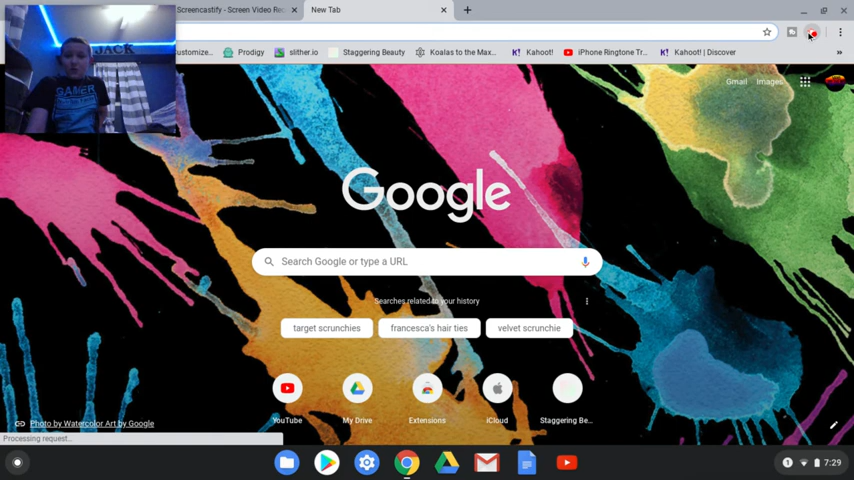 Screencastify - Screen Video Rec
New Tab
ustomize...
Prodigy
slither.io
Staggering Beauty
Koalas to the Max...
Kahoot!
iPhone Ringtone Tr...
Kahoot! | Discover
»
JACK
GAMER
Gmail
Images
Google
Search Google or type a URL
Searches related to your history
target scrunchies
francesca's hair ties
velvet scrunchie
YouTube
My Drive
Extensions
iCloud
Staggering Be...
Photo by Watercolor Art by Google
Processing request...
1
7:29